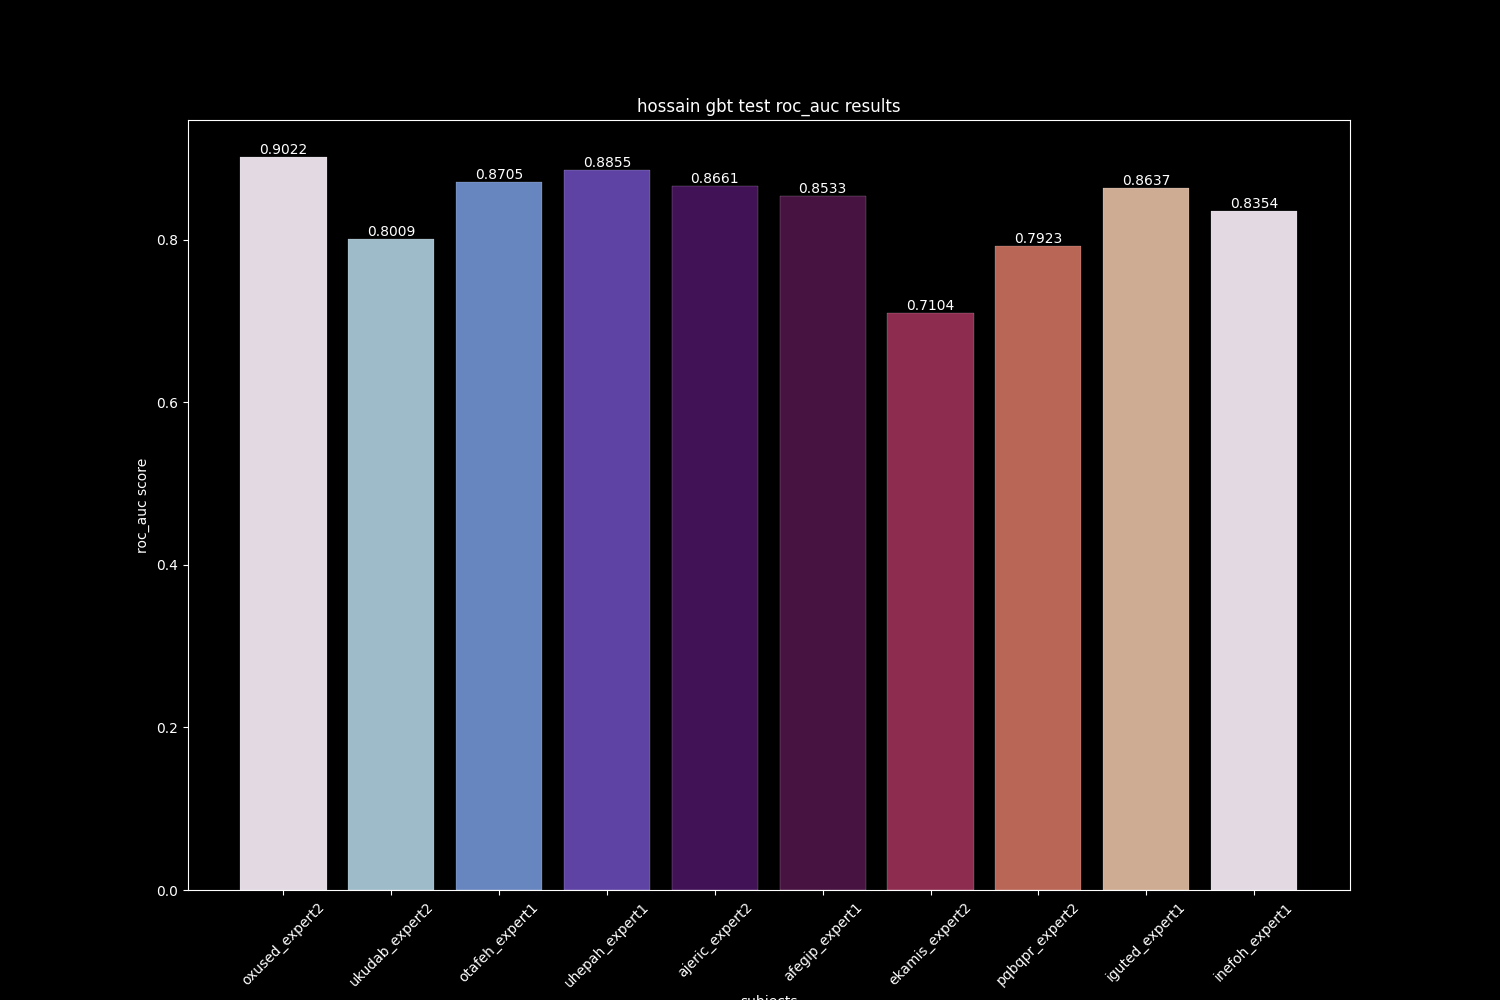 hossain gbt test roc_auc results
0.9022
0.8009
0.8705
0.8855
0.8661
0.8533
0.7104
0.7923
0.8637
0.8354
0.8
0.6
0.4
0.2
0.0
roc_auc score
oxused_expert2
ukudab_expert2
otafeh_expert1
uhepah_expert1
ajeric_expert2
afegip_expert1
ekamis_expert2
pqbqpr_expert2
iguted_expert1
inefoh_expert1
subjects